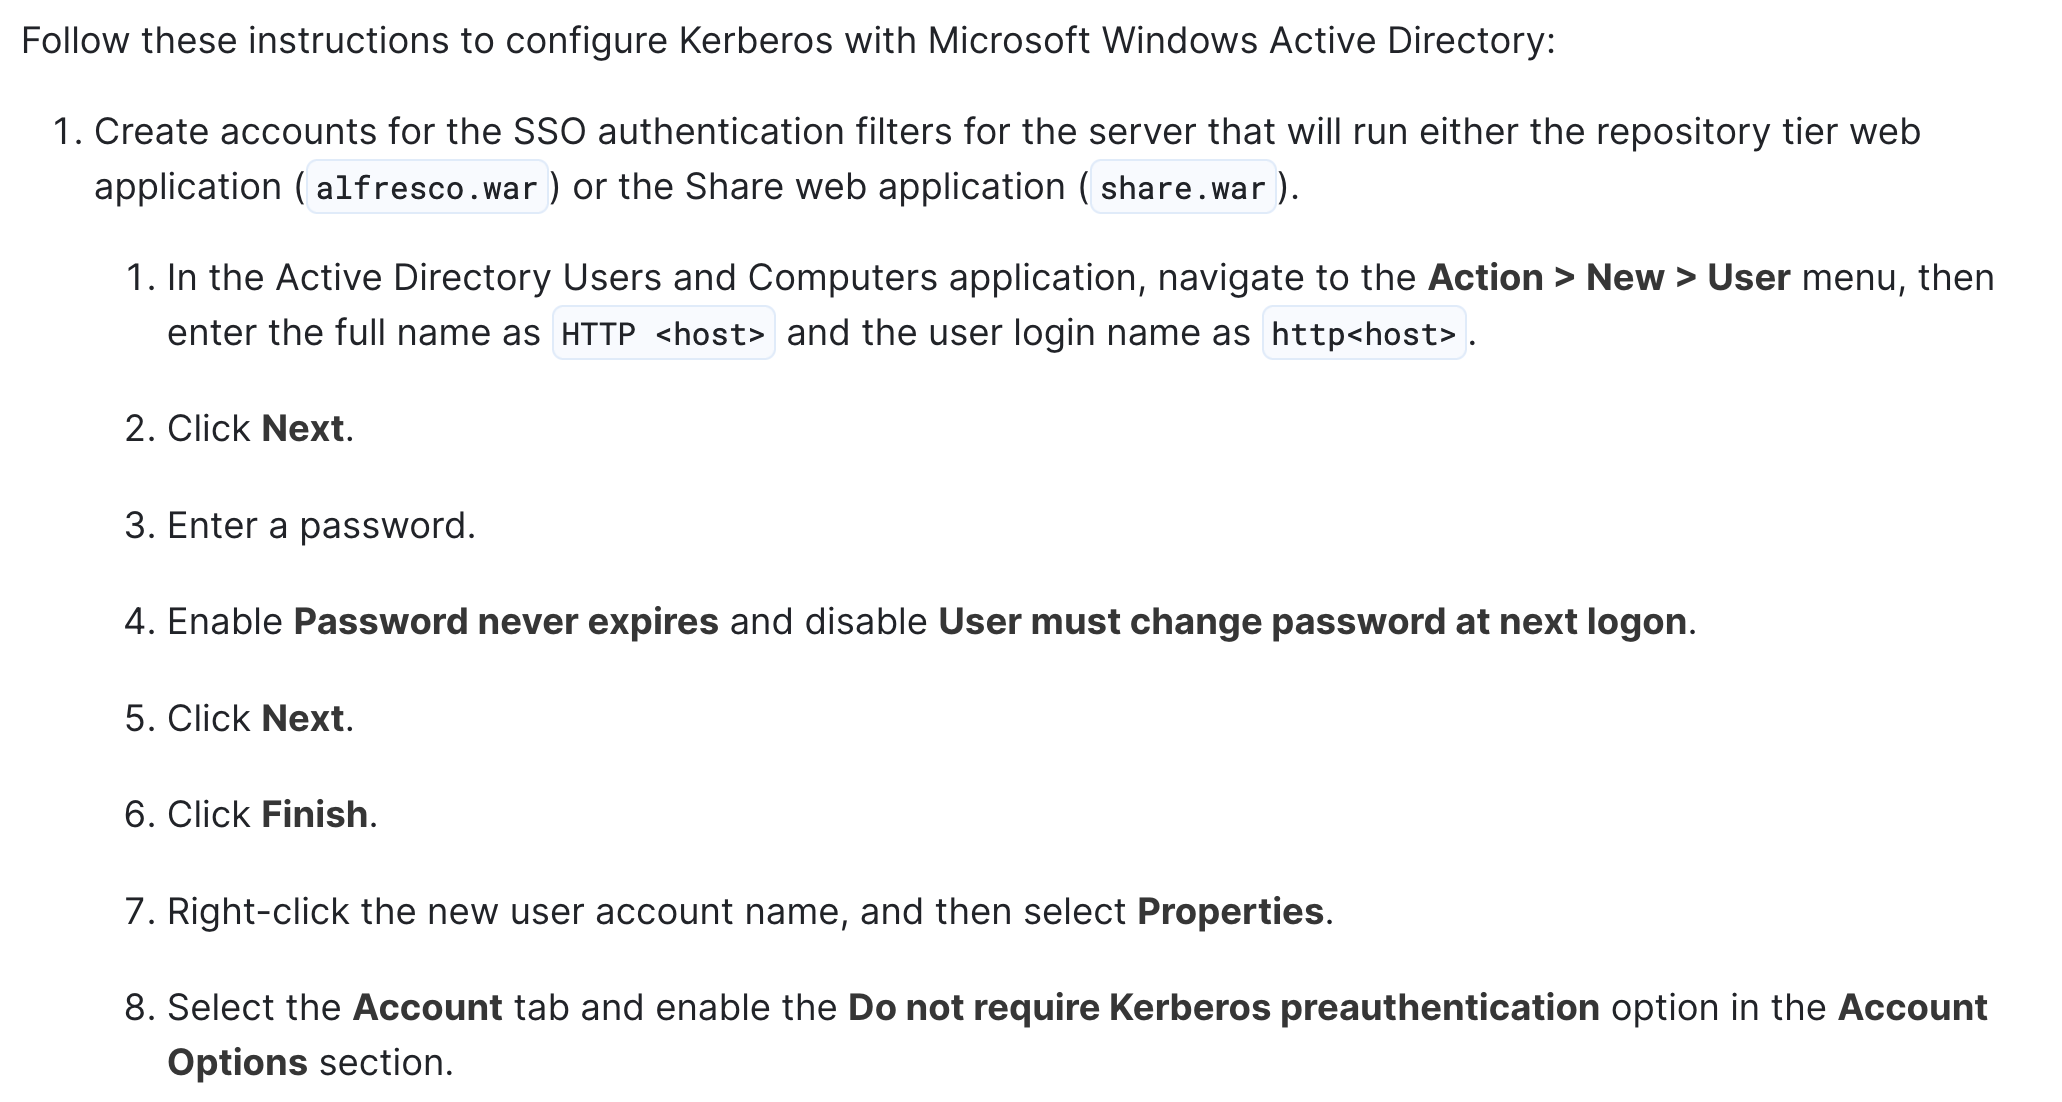 Follow these instructions to configure Kerberos with Microsoft Windows Active Directory:
1. Create accounts for the SSO authentication filters for the server that will run either the repository tier web
application (alfresco.war) or the Share web application (share.war).
1. In the Active Directory Users and Computers application, navigate to the Action > New > User menu, then
enter the full name as HTTP <host> and the user login name as http<host>.
2. Click Next.
3. Enter a password.
4. Enable Password never expires and disable User must change password at next logon.
5. Click Next.
6. Click Finish.
7. Right-click the new user account name, and then select Properties.
8. Select the Account tab and enable the Do not require Kerberos preauthentication option in the Account
Options section.